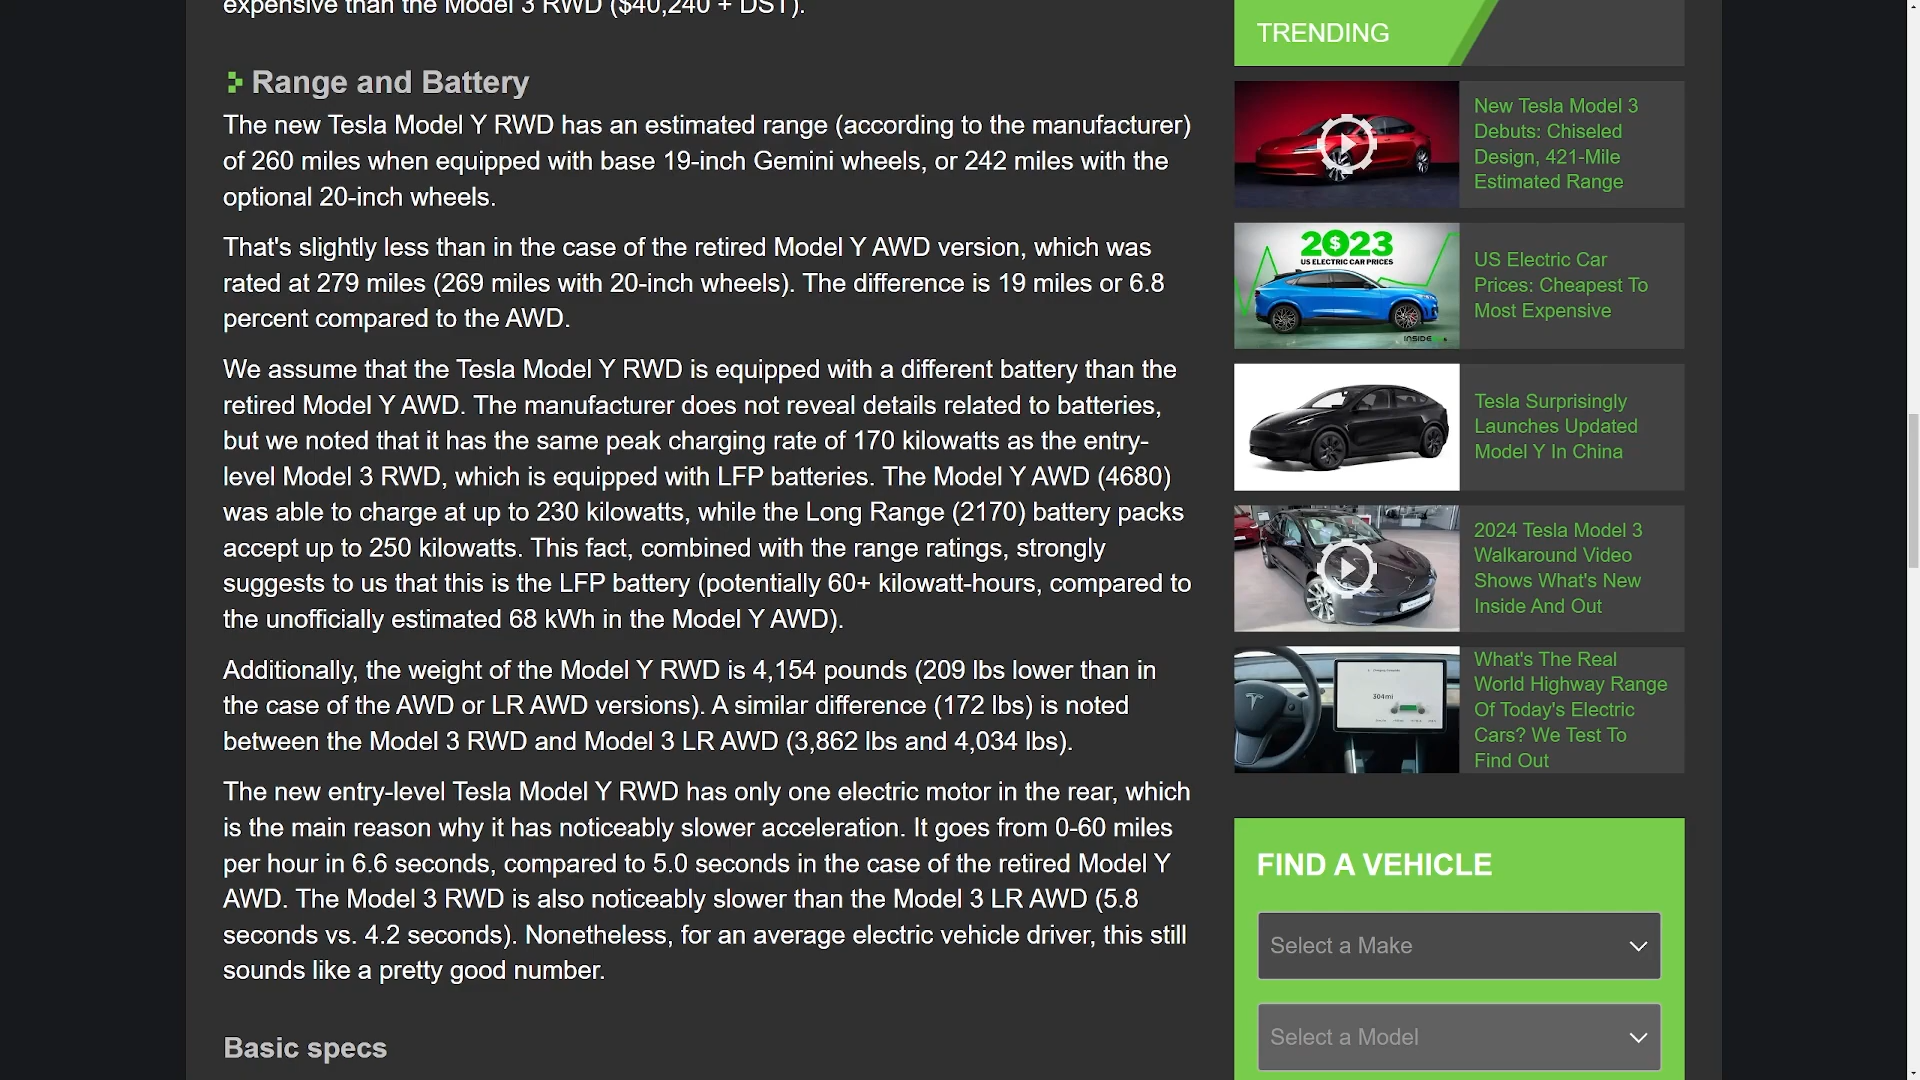 expensive than the Model 3 RWD ($40,240 + DST).
Range and Battery
The new Tesla Model Y RWD has an estimated range (according to the manufacturer)
of 260 miles when equipped with base 19-inch Gemini wheels, or 242 miles with the
optional 20-inch wheels.
That's slightly less than in the case of the retired Model Y AWD version, which was
rated at 279 miles (269 miles with 20-inch wheels). The difference is 19 miles or 6.8
percent compared to the AWD.
We assume that the Tesla Model Y RWD is equipped with a different battery than the
retired Model Y AWD. The manufacturer does not reveal details related to batteries,
but we noted that it has the same peak charging rate of 170 kilowatts as the entry-
level Model 3 RWD, which is equipped with LFP batteries. The Model Y AWD (4680)
was able to charge at up to 230 kilowatts, while the Long Range (2170) battery packs
accept up to 250 kilowatts. This fact, combined with the range ratings, strongly
suggests to us that this is the LFP battery (potentially 60+ kilowatt-hours, compared to
the unofficially estimated 68 kWh in the Model Y AWD).
Additionally, the weight of the Model Y RWD is 4,154 pounds (209 lbs lower than in
the case of the AWD or LR AWD versions). A similar difference (172 lbs) is noted
between the Model 3 RWD and Model 3 LR AWD (3,862 lbs and 4,034 lbs).
The new entry-level Tesla Model Y RWD has only one electric motor in the rear, which
is the main reason why it has noticeably slower acceleration. It goes from 0-60 miles
per hour in 6.6 seconds, compared to 5.0 seconds in the case of the retired Model Y
AWD. The Model 3 RWD is also noticeably slower than the Model 3 LR AWD (5.8
seconds vs. 4.2 seconds). Nonetheless, for an average electric vehicle driver, this still
sounds like a pretty good number.
Basic specs
TRENDING
New Tesla Model 3
Debuts: Chiseled
Design, 421-Mile
Estimated Range
2023
US ELECTRIC CAR PRICES
INSIDE
US Electric Car
Prices: Cheapest To
Most Expensive
Tesla Surprisingly
Launches Updated
Model Y In China
2024 Tesla Model 3
Walkaround Video
Shows What's New
Inside And Out
304mi
What's The Real
World Highway Range
Of Today's Electric
Cars? We Test To
Find Out
FIND A VEHICLE
Select a Make
Select a Model